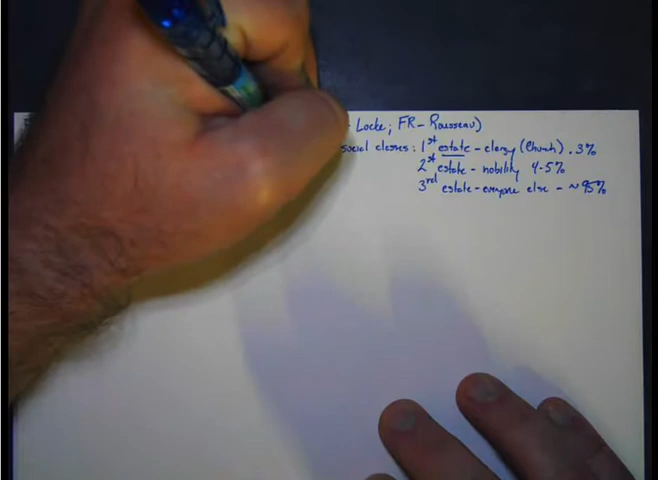 Locke; FR- Rousseau)
social classes: 1st estate - clergy (Church) .3%
2st estate - nobility 4-5%
3rd estate - everyone else - ~95%